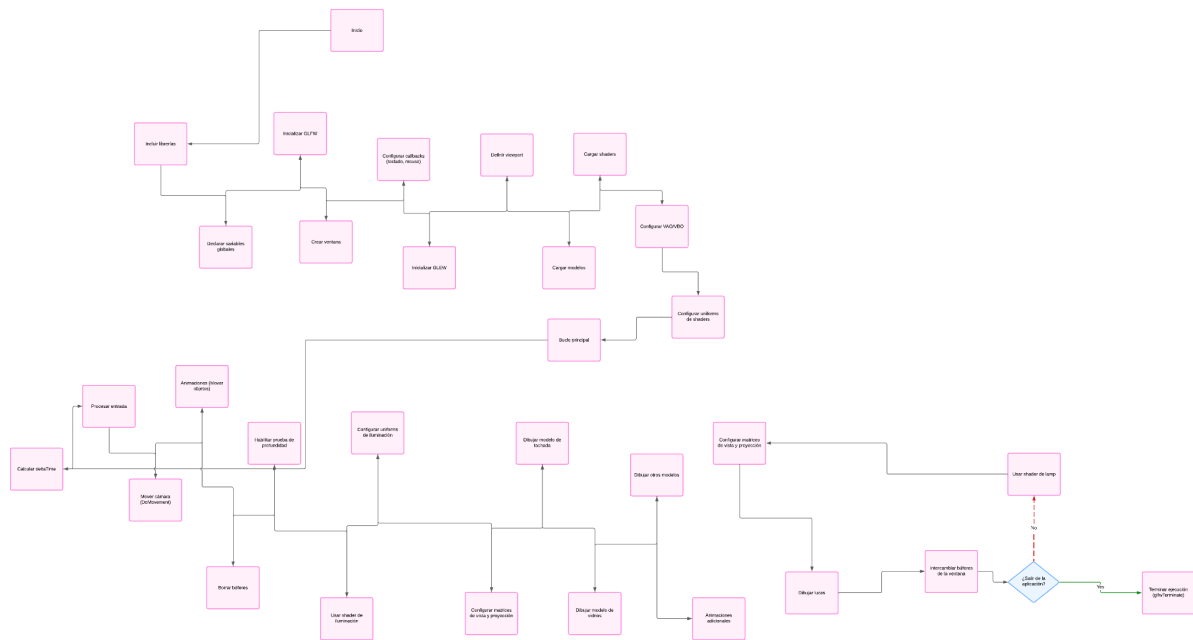 Inicio
Incluir librerías
Inicializar GLFW
Configurar callbacks
(teclado, mouse)
Definir viewport
Cargar shaders
Declarar variables
globales
Crear ventana
Inicializar GLEW
Cargar modelos
Configurar VAO/VBO
Configurar uniforms
de shaders
Bucle principal
Calcular deltaTime
Procesar entrada
Mover cámara
(DoMovement)
Animaciones (Mover
objetos)
Borrar búferes
Habilitar prueba de
profundidad
Usar shader de
iluminación
Configurar uniforms
de iluminación
Configurar matrices
de vista y proyección
Dibujar modelo de
fachada
Dibujar modelo de
vidrios
Dibujar otros modelos
Animaciones
adicionales
Usar shader de lamp
Configurar matrices
de vista y proyección
Dibujar luces
Intercambiar búferes
de la ventana
¿Salir de la
aplicación?
No
Yes
Terminar ejecución
(glfwTerminate)